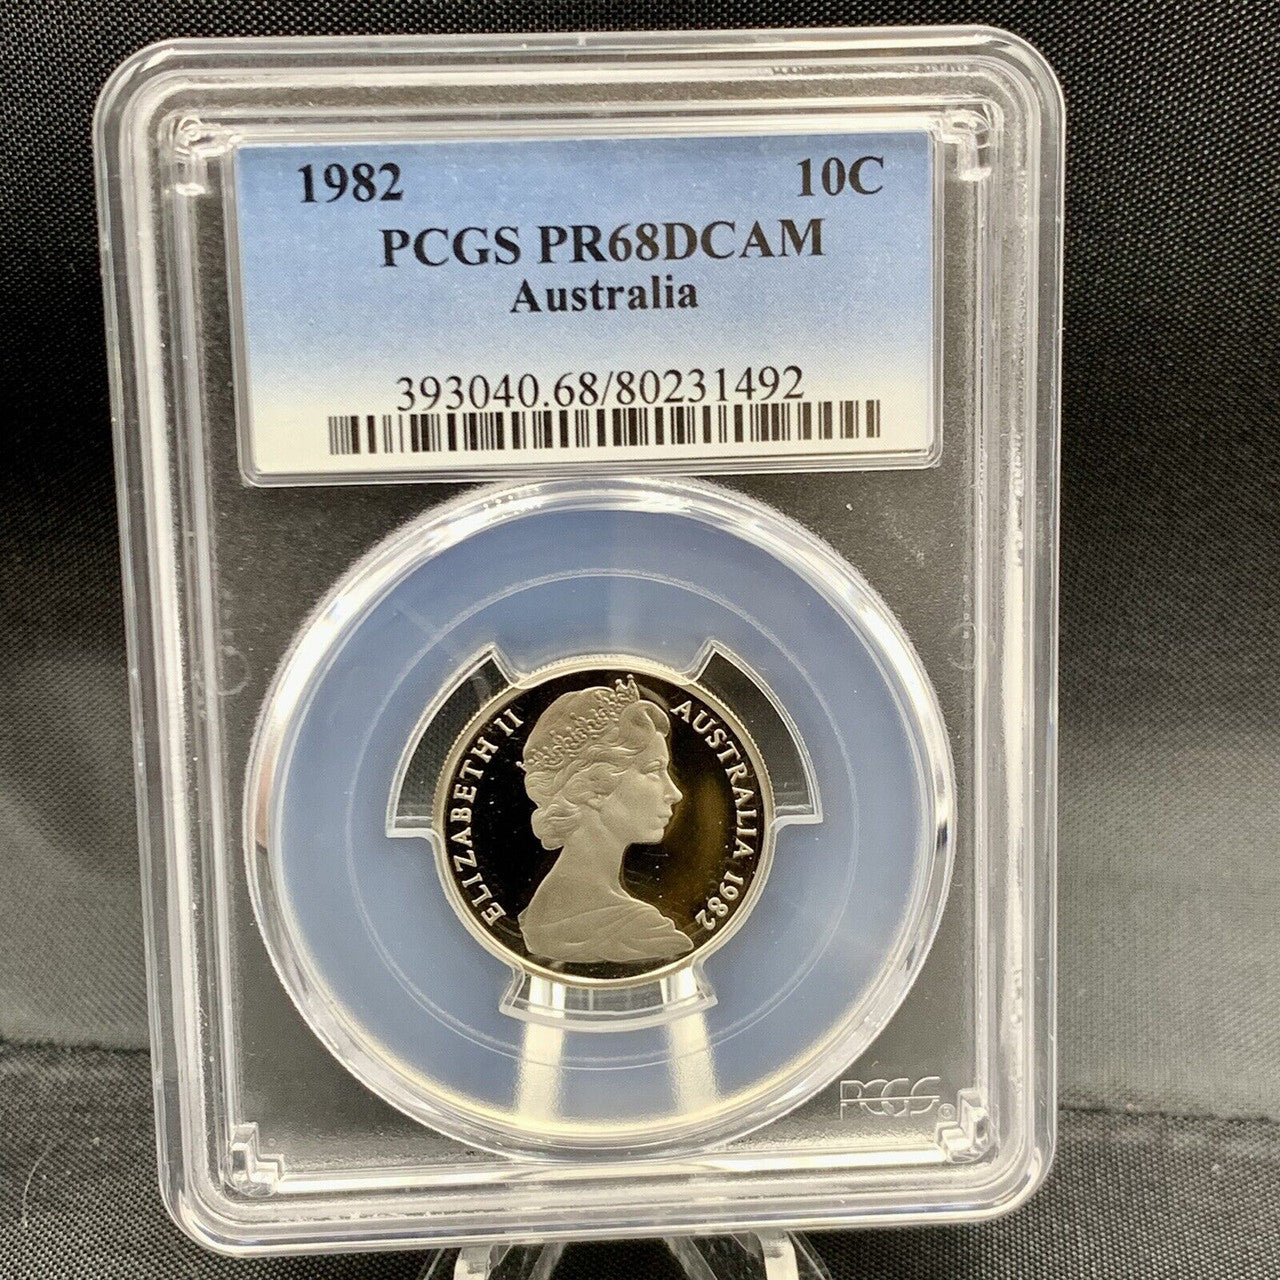 1982 10C
PCGS PR68DCAM
Australia
393040.68/80231492
ELIZABETH II
AUSTRALIA 1982
PCGS®